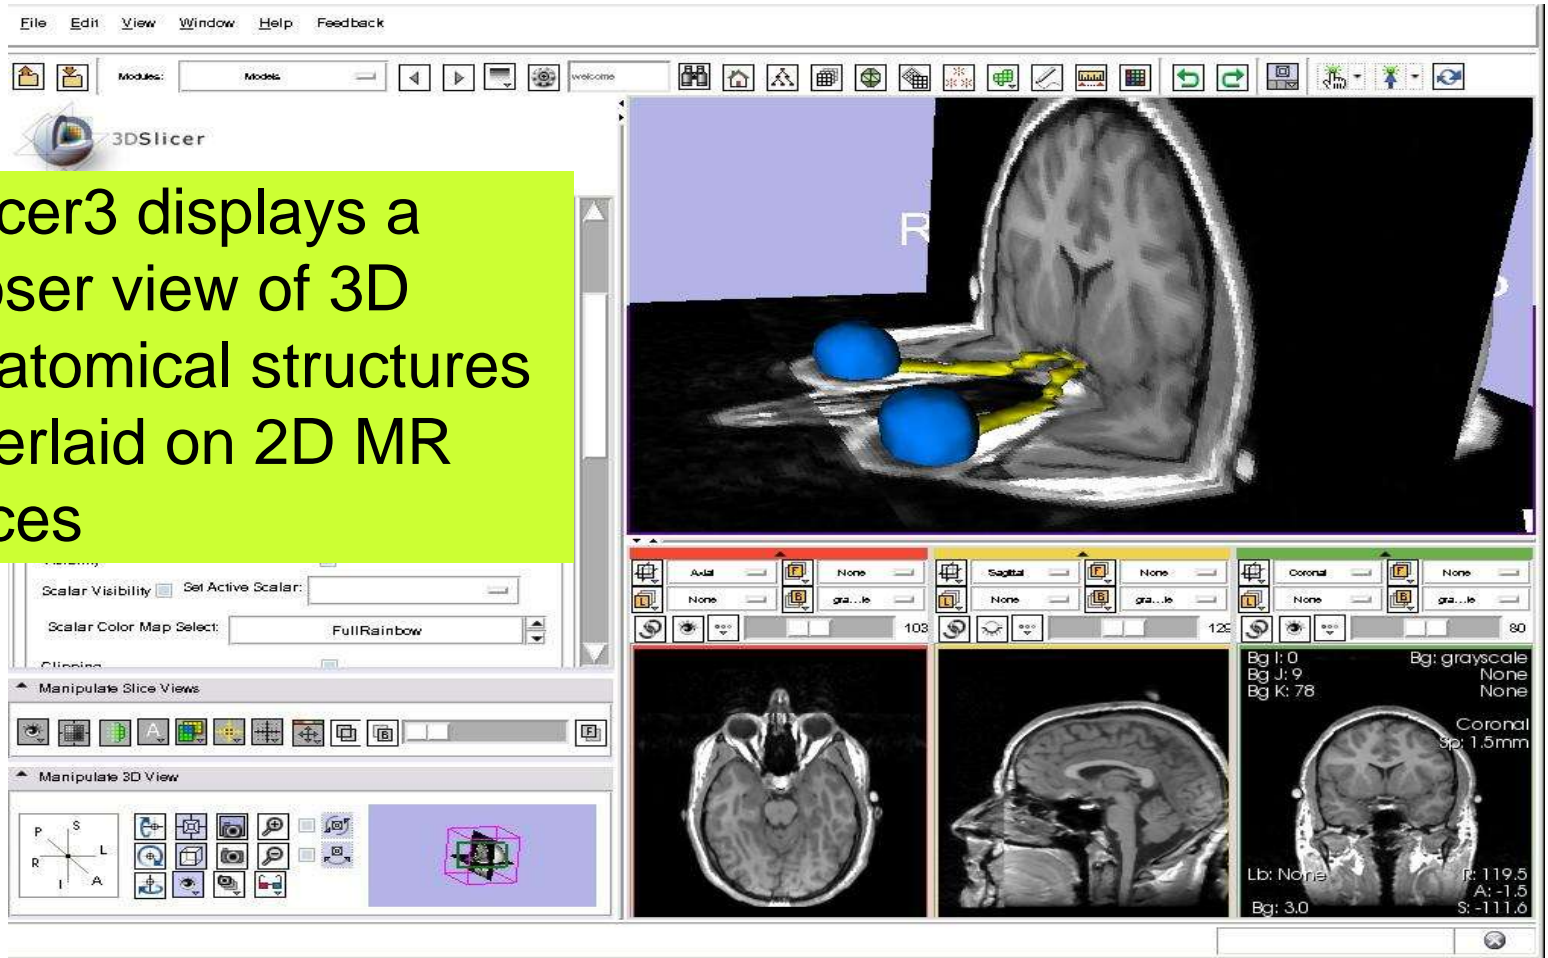 File Edit View Window Help Feedback
Modules: Models welcome
3DSlicer
cer3 displays a
ser view of 3D
atomical structures
erlaid on 2D MR
ces
R
Scalar Visibility Set Active Scalar:
Scalar Color Map Select: FullRainbow
Clipping
Manipulate Slice Views
A B F
Manipulate 3D View
P S
R L
I A
Axial F None
None B gra...le
103
Sagittal F None
L None B gra...le
129
Coronal F None
L None B gra...le
80
Bg I: 0 Bg: grayscale
Bg J: 9 None
Bg K: 78 None
Coronal
Sp: 1.5mm
Lb: None R: 119.5
A: -1.5
Bg: 3.0 S: -111.6